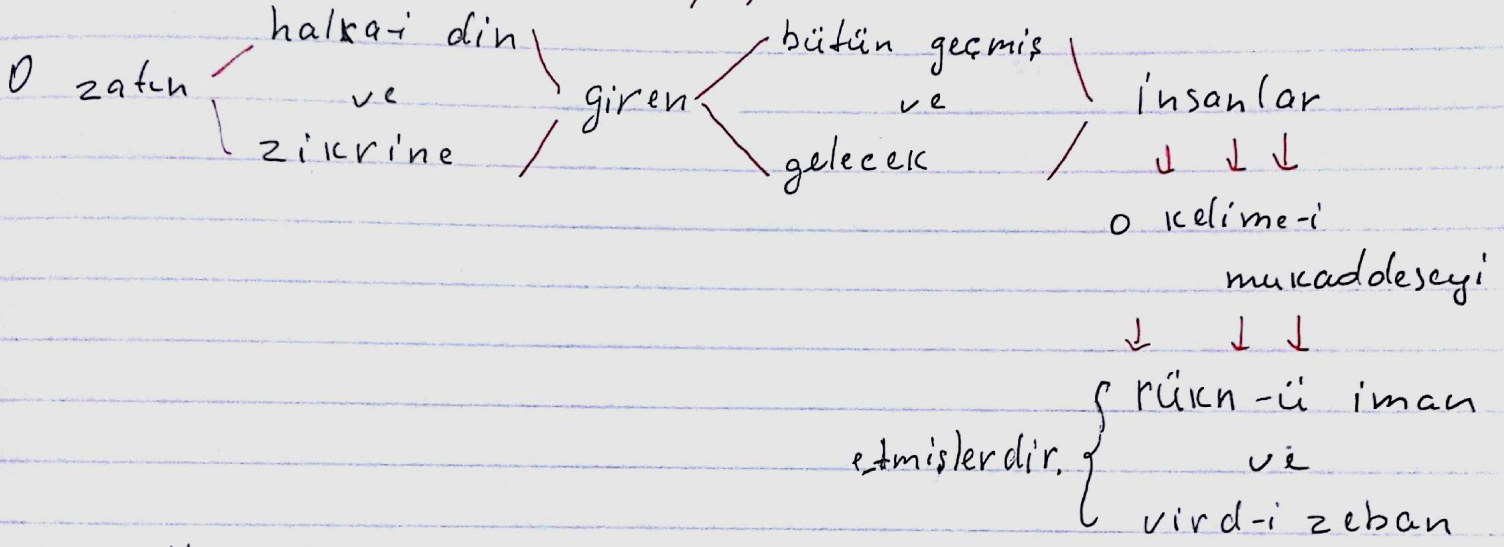 halka-i din
bütün geçmiş
O zatın
ve
giren
ve
insanlar
zikrine
gelecek
o kelime-i
mukaddeseyi
rükn-ü iman
etmişlerdir.
ve
vird-i zeban